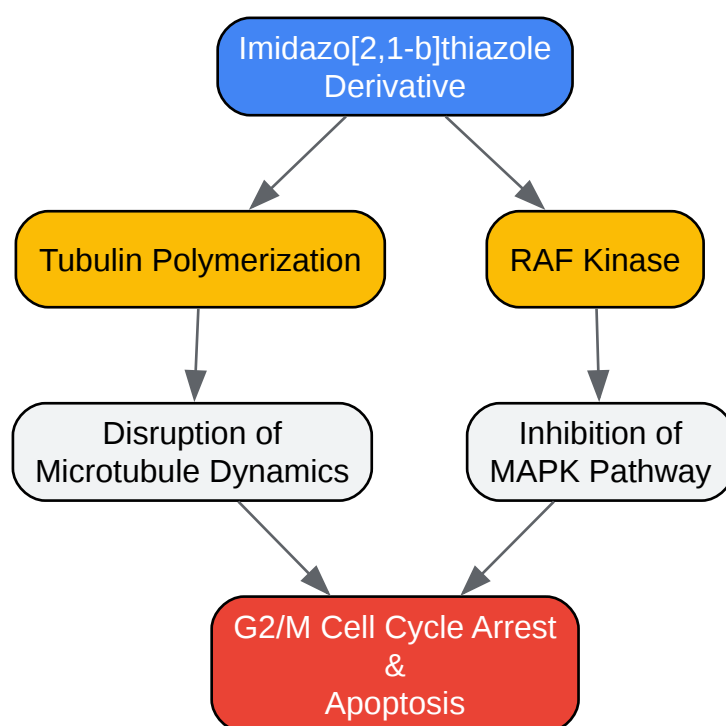 Imidazo[2,1-b]thiazole
Derivative
Tubulin Polymerization
RAF Kinase
Disruption of
Microtubule Dynamics
Inhibition of
MAPK Pathway
G2/M Cell Cycle Arrest
&
Apoptosis